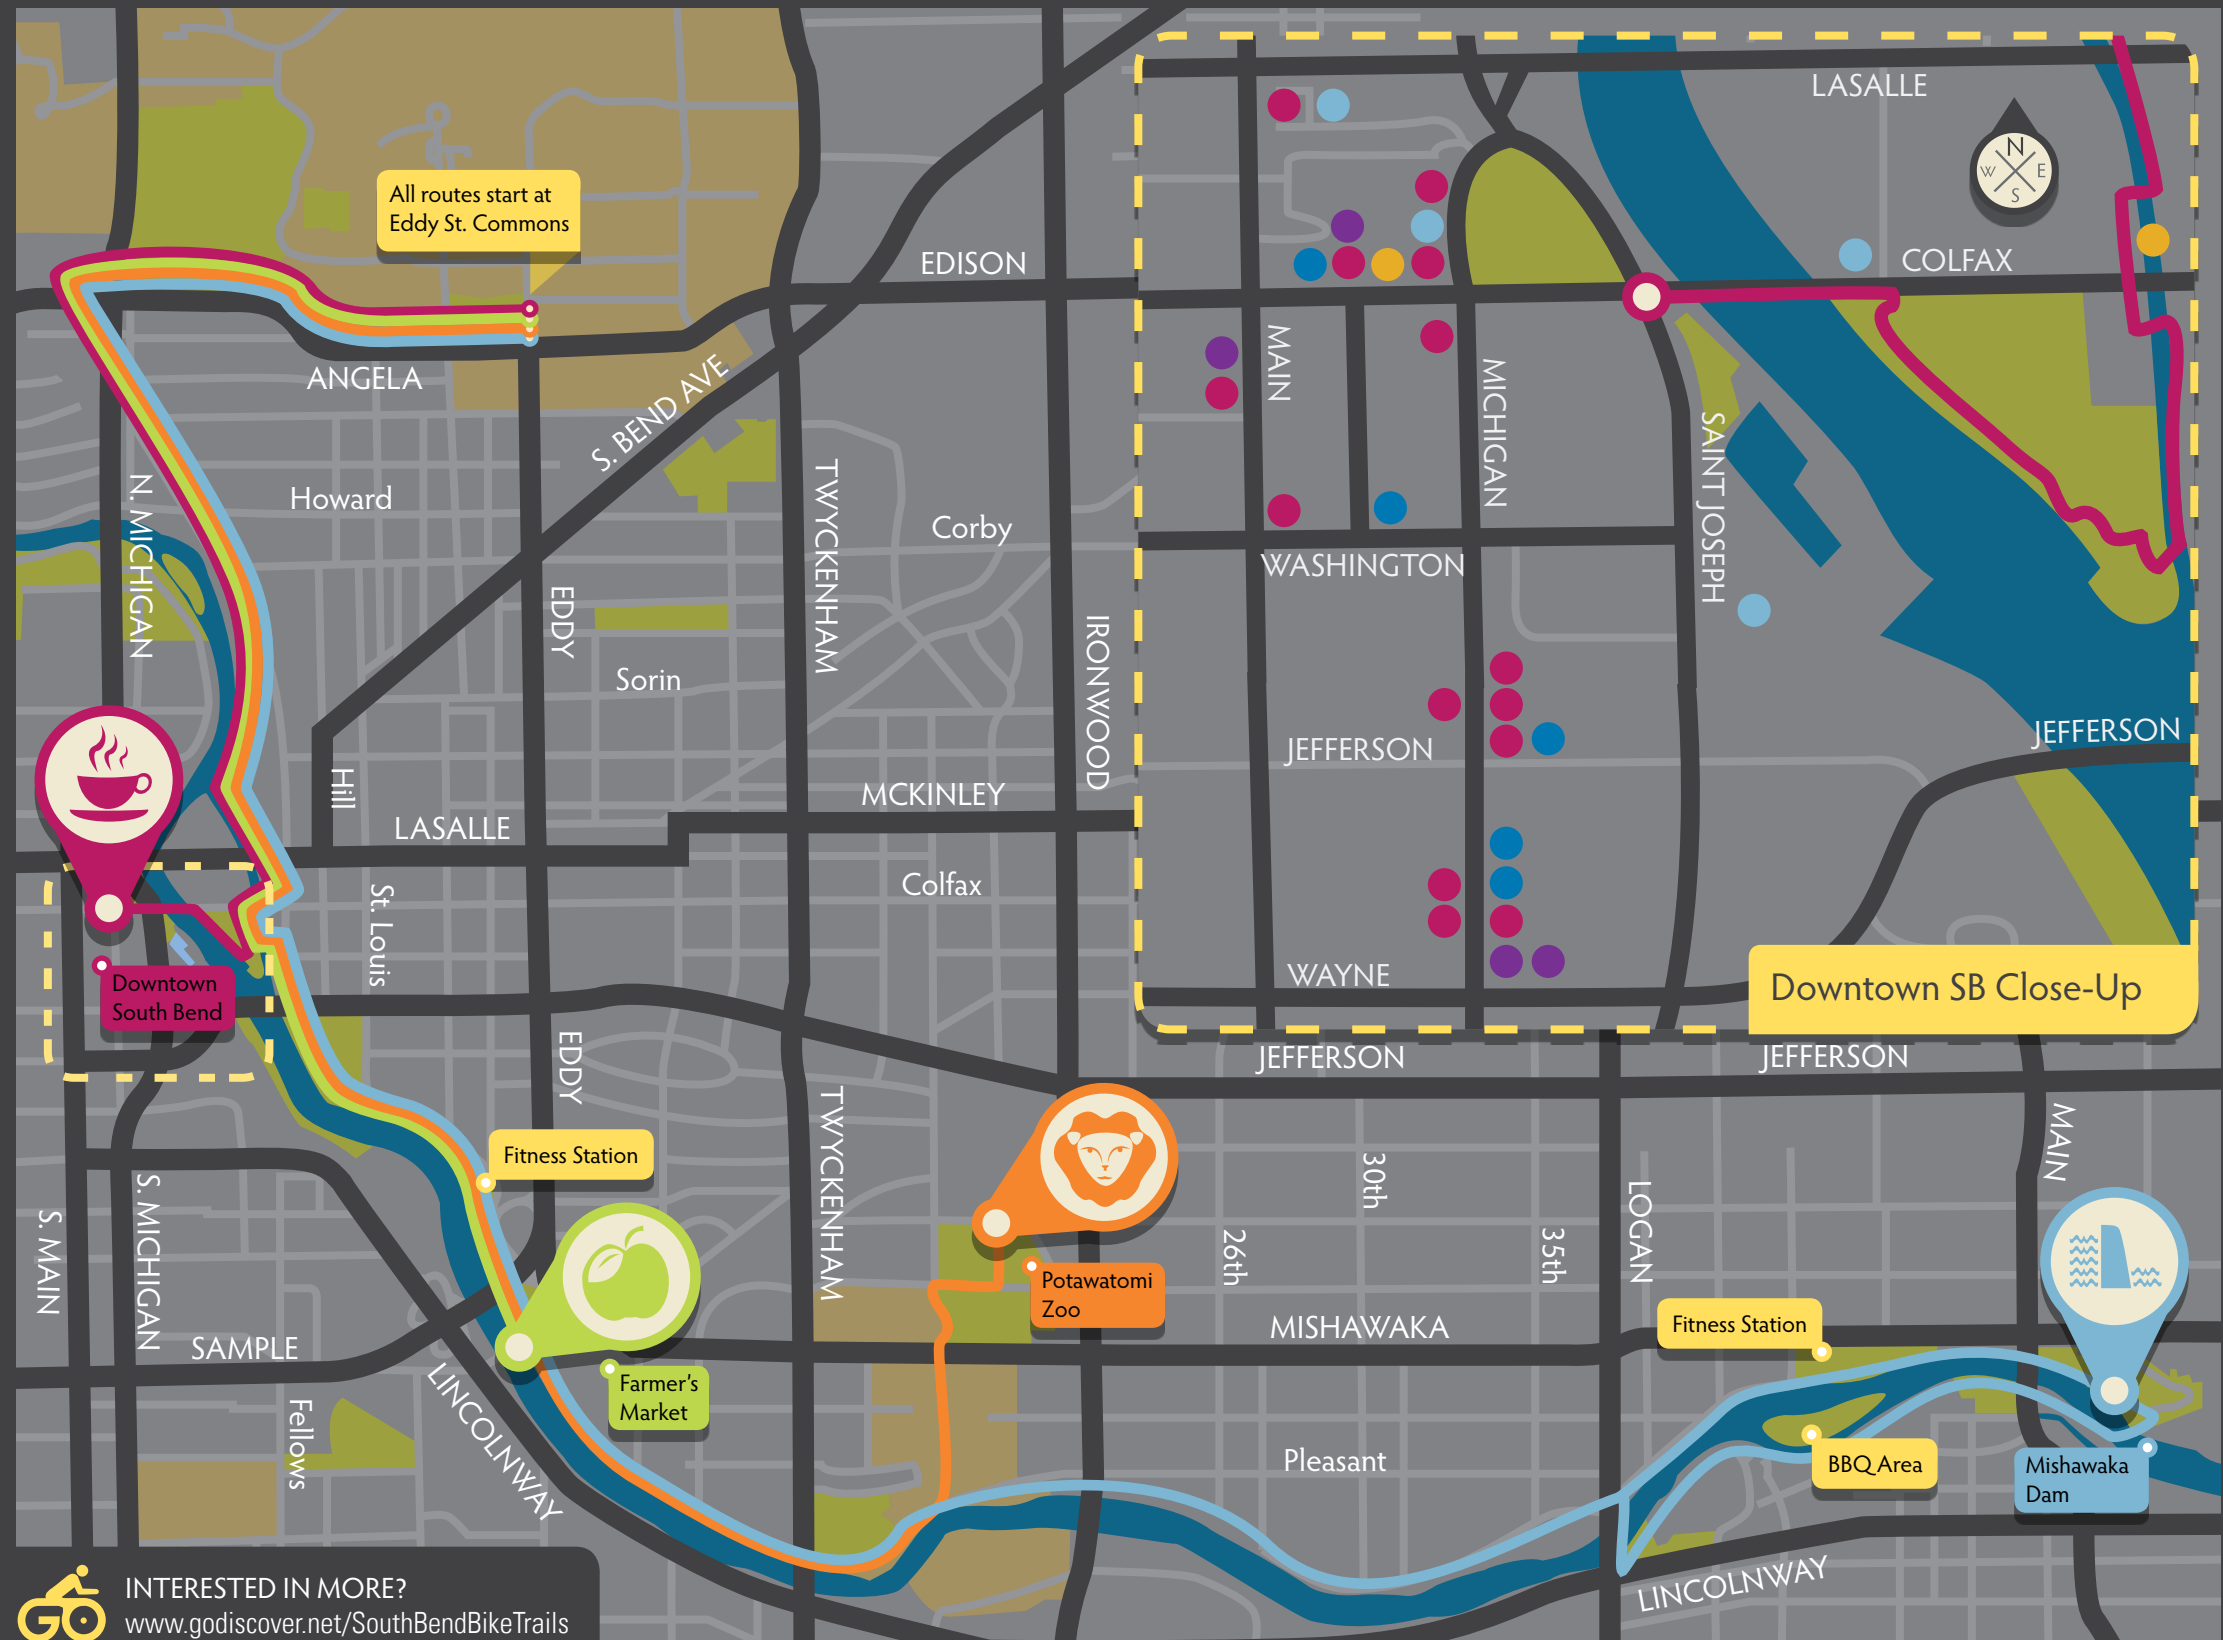 LASALLE
N
W
E
S
All routes start at
Eddy St. Commons
EDISON
COLFAX
ANGELA
S. BEND AVE
MAIN
MICHIGAN
SAINT JOSEPH
N. MICHIGAN
Howard
TWYCKENHAM
Corby
WASHINGTON
EDDY
IRONWOOD
Sorin
JEFFERSON
JEFFERSON
Hill
MCKINLEY
LASALLE
St. Louis
Colfax
WAYNE
Downtown SB Close-Up
Downtown
South Bend
EDDY
JEFFERSON
JEFFERSON
TWYCKENHAM
MAIN
Fitness Station
30th
S. MAIN
S. MICHIGAN
26th
35th
LOGAN
Potawatomi
Zoo
MISHAWAKA
Fitness Station
SAMPLE
LINCOLNWAY
Farmer's
Market
Fellows
Pleasant
BBQ Area
Mishawaka
Dam
LINCOLNWAY
GO
INTERESTED IN MORE?
www.godiscover.net/SouthBendBikeTrails